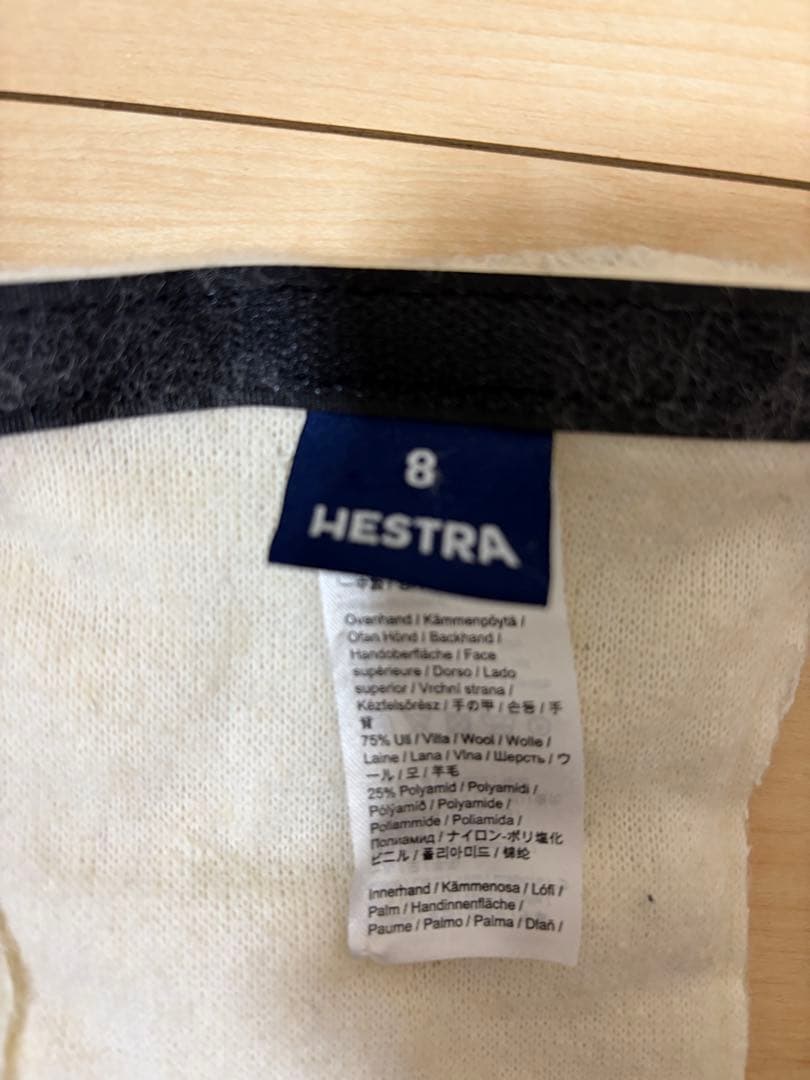 8
HESTRA
Ovanhand / Kämmenpöytä /
Ofan Hönd / Backhand /
Handoberfläche / Face
supérieure / Dorso / Lado
superior / Vrchní strana /
Kézfelsőrész / 手の甲 / 손등 / 手
背
75% Ull / Villa / Wool / Wolle /
Laine / Lana / Vlna / Шерсть / ウ
ール / 모 / 羊毛
25% Polyamid / Polyamidi /
Pólýamíð / Polyamide /
Poliammide / Poliamida /
Полиамид / ナイロン-ポリ塩化
ビニル / 폴리아미드 / 锦纶
Innerhand / Kämmenosa / Lófi /
Palm / Handinnenfläche /
Paume / Palmo / Palma / Dlaň /